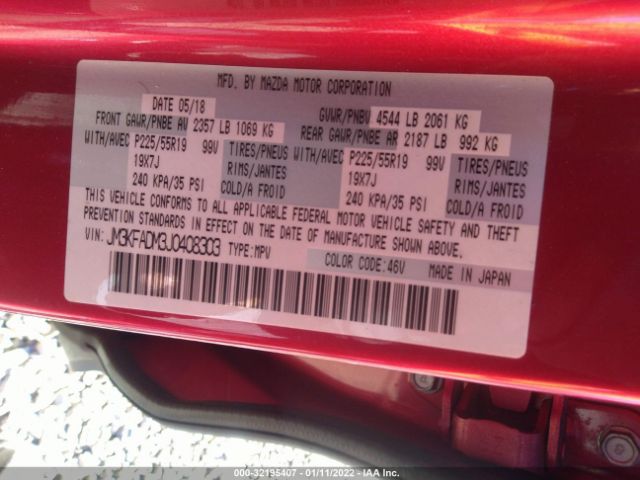 MFD. BY MAZDA MOTOR CORPORATION
DATE 05/18 GVWR/PNBV 4544 LB 2061 KG
FRONT GAWR/PNBE AV 2357 LB 1069 KG REAR GAWR/PNBE AR 2187 LB 992 KG
WITH/AVEC P225/55R19 99V TIRES/PNEUS WITH/AVEC P225/55R19 99V TIRES/PNEUS
19X7J RIMS/JANTES 19X7J RIMS/JANTES
240 KPA/35 PSI COLD/A FROID 240 KPA/35 PSI COLD/A FROID
THIS VEHICLE CONFORMS TO ALL APPLICABLE FEDERAL MOTOR VEHICLE SAFETY AND THEFT
PREVENTION STANDARDS IN EFFECT ON THE DATE OF MANUFACTURE SHOWN ABOVE.
VIN: JM3KFADM3J0408303 TYPE:MPV
COLOR CODE:46V MADE IN JAPAN
000-32195407 - 01/11/2022 - IAA Inc.